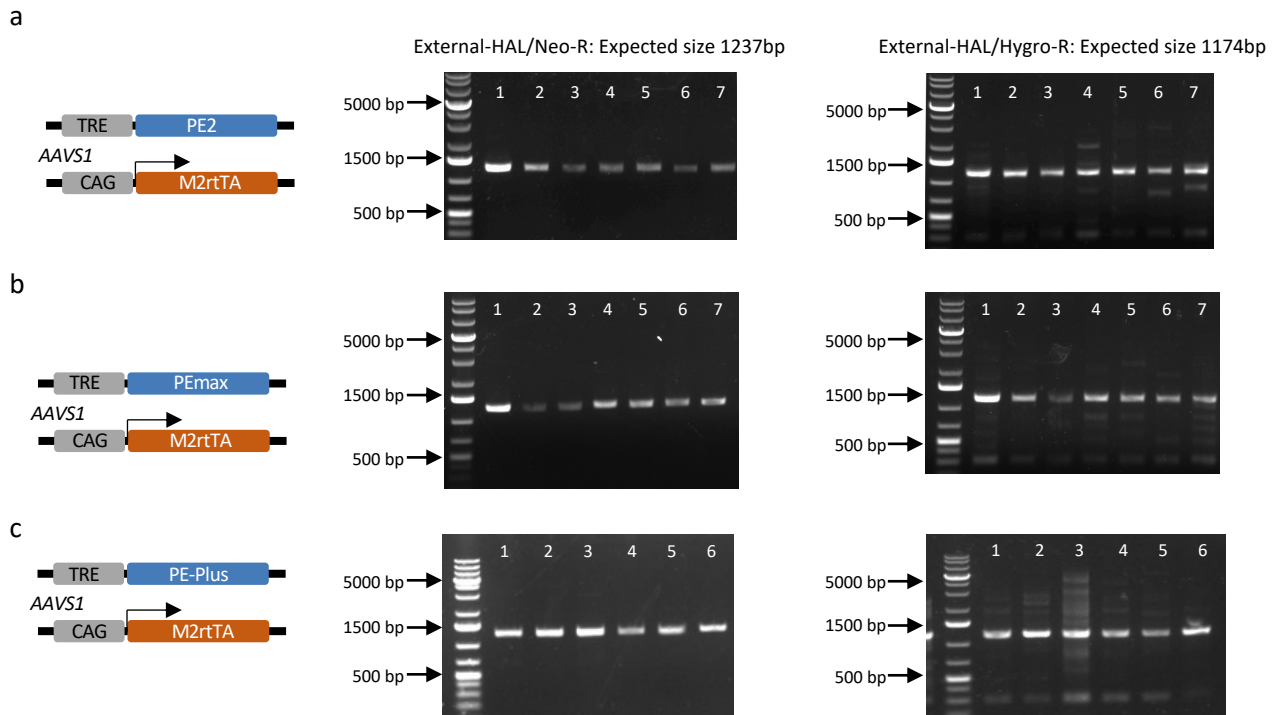 a
External-HAL/Neo-R: Expected size 1237bp
External-HAL/Hygro-R: Expected size 1174bp
TRE PE2
AAVS1
CAG M2rtTA
5000 bp
1500 bp
500 bp
1 2 3 4 5 6 7
5000 bp
1500 bp
500 bp
1 2 3 4 5 6 7
b
TRE PEmax
AAVS1
CAG M2rtTA
5000 bp
1500 bp
500 bp
1 2 3 4 5 6 7
5000 bp
1500 bp
500 bp
1 2 3 4 5 6 7
c
TRE PE-Plus
AAVS1
CAG M2rtTA
5000 bp
1500 bp
500 bp
1 2 3 4 5 6
5000 bp
1500 bp
500 bp
1 2 3 4 5 6